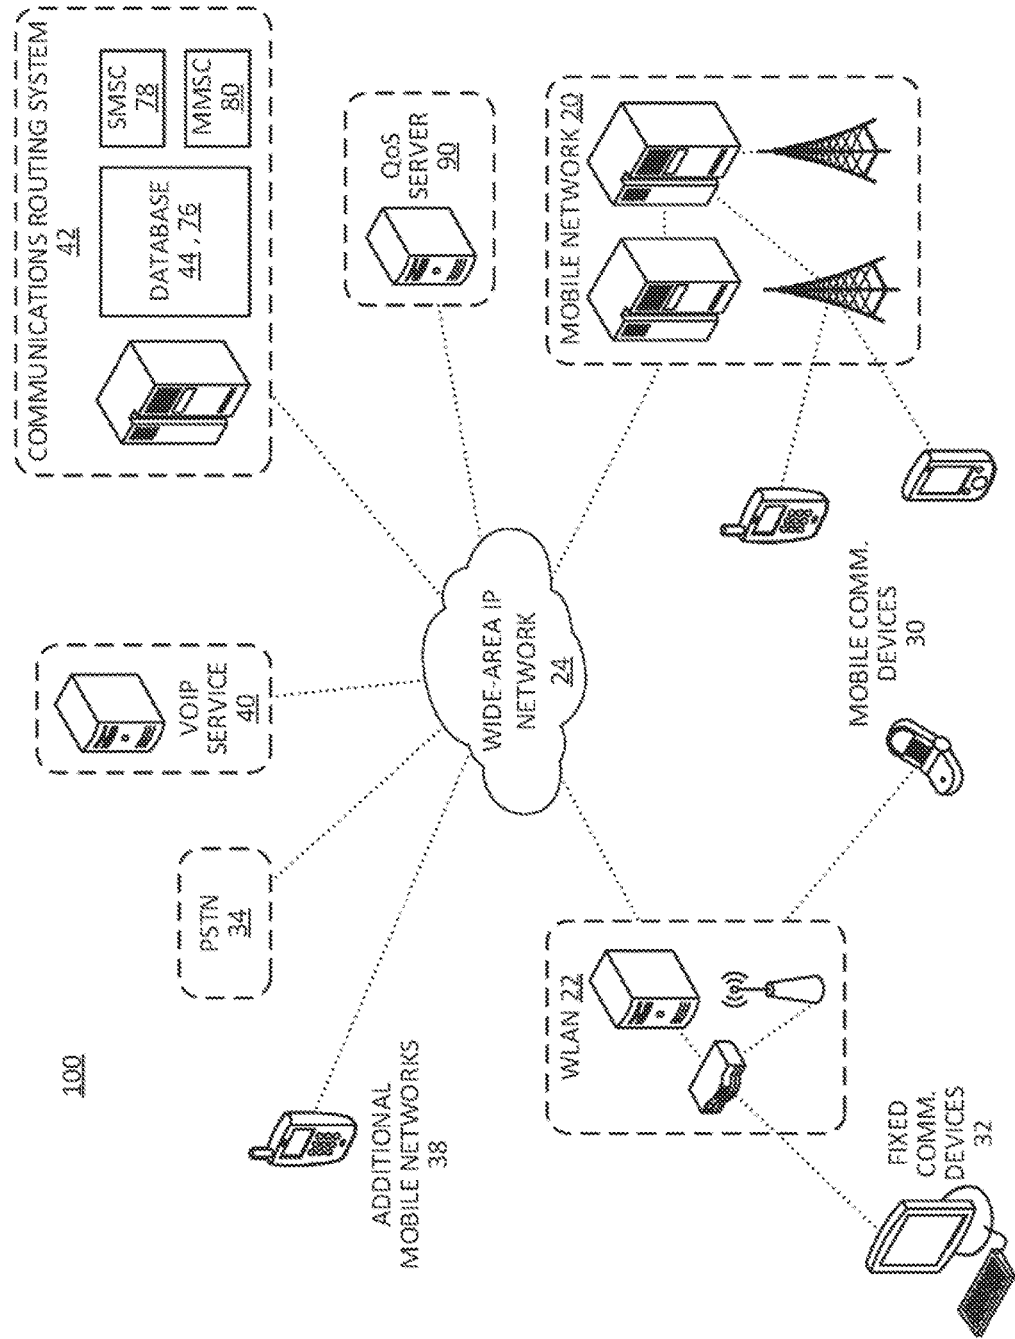 100
ADDITIONAL
MOBILE NETWORKS
38
PSTN
34
VOIP
SERVICE
40
COMMUNICATIONS ROUTING SYSTEM
42
DATABASE
44, 76
SMSC
78
MMSC
80
QoS
SERVER
90
WIDE-AREA IP
NETWORK
24
WLAN 22
MOBILE NETWORK 20
FIXED
COMM.
DEVICES
32
MOBILE COMM.
DEVICES
30